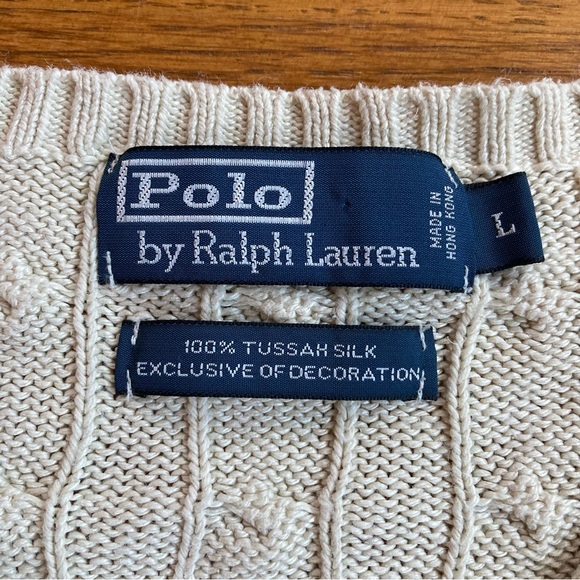 Polo
by Ralph Lauren
MADE IN
HONG KONG
L
100% TUSSAH SILK
EXCLUSIVE OF DECORATION